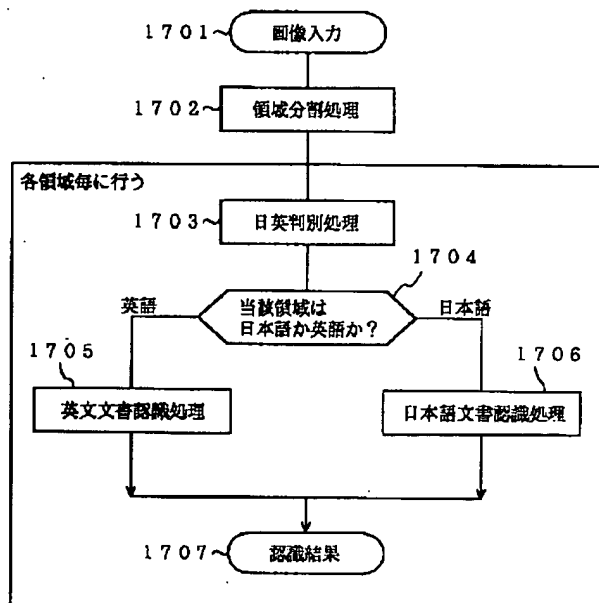 1701
画像入力
1702
領域分割処理
各領域毎に行う
1703
日英判別処理
1704
当該領域は
日本語か英語か？
英語
日本語
1705
英文文書認識処理
1706
日本語文書認識処理
1707
認識結果